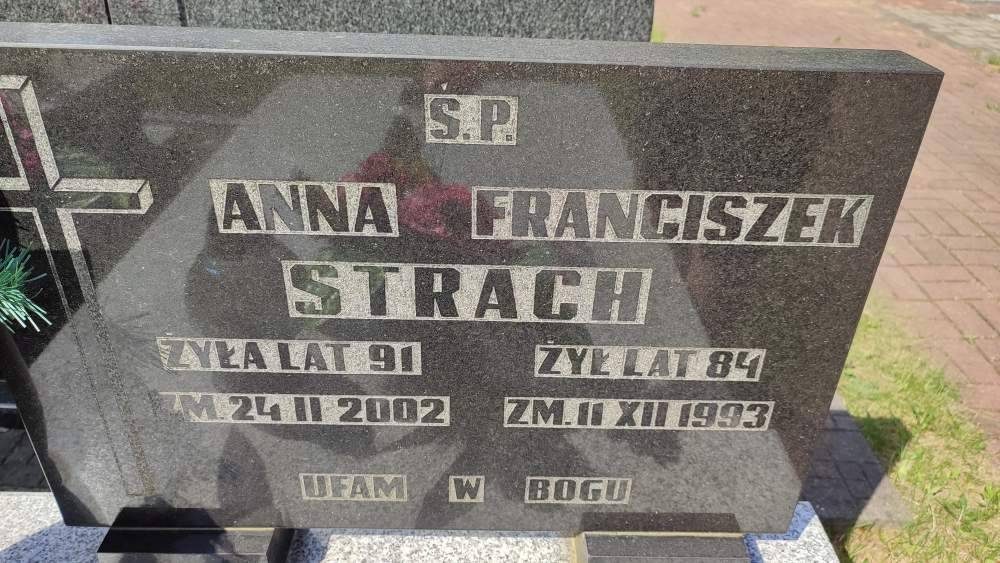 Ś.P.
ANNA FRANCISZEK
STRACH
ŻYŁA LAT 91 ŻYŁ LAT 84
ZM. 24 II 2002 ZM. 11 XII 1993
UFAM W BOGU